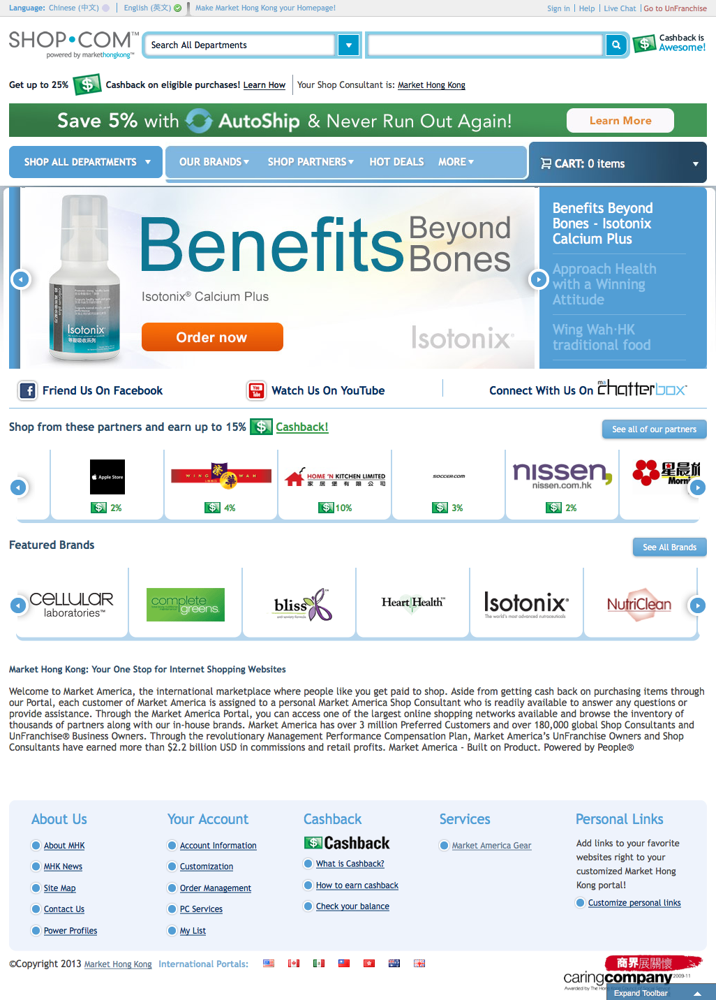 Language: Chinese (中文) English (英文) Make Market Hong Kong your Homepage! Sign in Help Live Chat Go to UnFranchise
SHOP•COM™
powered by markethongkong™
Search All Departments
Cashback is
Awesome!
Get up to 25% $ Cashback on eligible purchases! Learn How Your Shop Consultant is: Market Hong Kong
Save 5% with AutoShip & Never Run Out Again! Learn More
SHOP ALL DEPARTMENTS OUR BRANDS SHOP PARTNERS HOT DEALS MORE CART: 0 items
Benefits Beyond Bones
Isotonix® Calcium Plus
Order now
Isotonix®
Isotonix®
Benefits Beyond
Bones - Isotonix
Calcium Plus
Approach Health
with a Winning
Attitude
Wing Wah·HK
traditional food
Friend Us On Facebook You Tube Watch Us On YouTube Connect With Us On ma chatterbox™
Shop from these partners and earn up to 15% $ Cashback! See all of our partners
Apple Store
WING 榮華 WAH
HOME 'N KITCHEN LIMITED
家居堡有限公司
SOCCER.COM
nissen,
nissen.com.hk
星晨旅
Morni
$ 2% $ 4% $ 10% $ 3% $ 2%
Featured Brands See All Brands
CELLULAR
laboratories™
complete
greens.
bliss™
anti-anxiety formula
Heart Health™
Isotonix®
The world's most advanced nutraceuticals
NutriClean
Market Hong Kong: Your One Stop for Internet Shopping Websites
Welcome to Market America, the international marketplace where people like you get paid to shop. Aside from getting cash back on purchasing items through
our Portal, each customer of Market America is assigned to a personal Market America Shop Consultant who is readily available to answer any questions or
provide assistance. Through the Market America Portal, you can access one of the largest online shopping networks available and browse the inventory of
thousands of partners along with our in-house brands. Market America has over 3 million Preferred Customers and over 180,000 global Shop Consultants and
UnFranchise® Business Owners. Through the revolutionary Management Performance Compensation Plan, Market America's UnFranchise Owners and Shop
Consultants have earned more than $2.2 billion USD in commissions and retail profits. Market America - Built on Product. Powered by People®
About Us
About MHK
MHK News
Site Map
Contact Us
Power Profiles
Your Account
Account Information
Customization
Order Management
PC Services
My List
Cashback
$ Cashback
What is Cashback?
How to earn cashback
Check your balance
Services
Market America Gear
Personal Links
Add links to your favorite
websites right to your
customized Market Hong
Kong portal!
Customize personal links
©Copyright 2013 Market Hong Kong International Portals:
商界展關懷
caringcompany 2009-11
Awarded by The Hong
Expand Toolbar